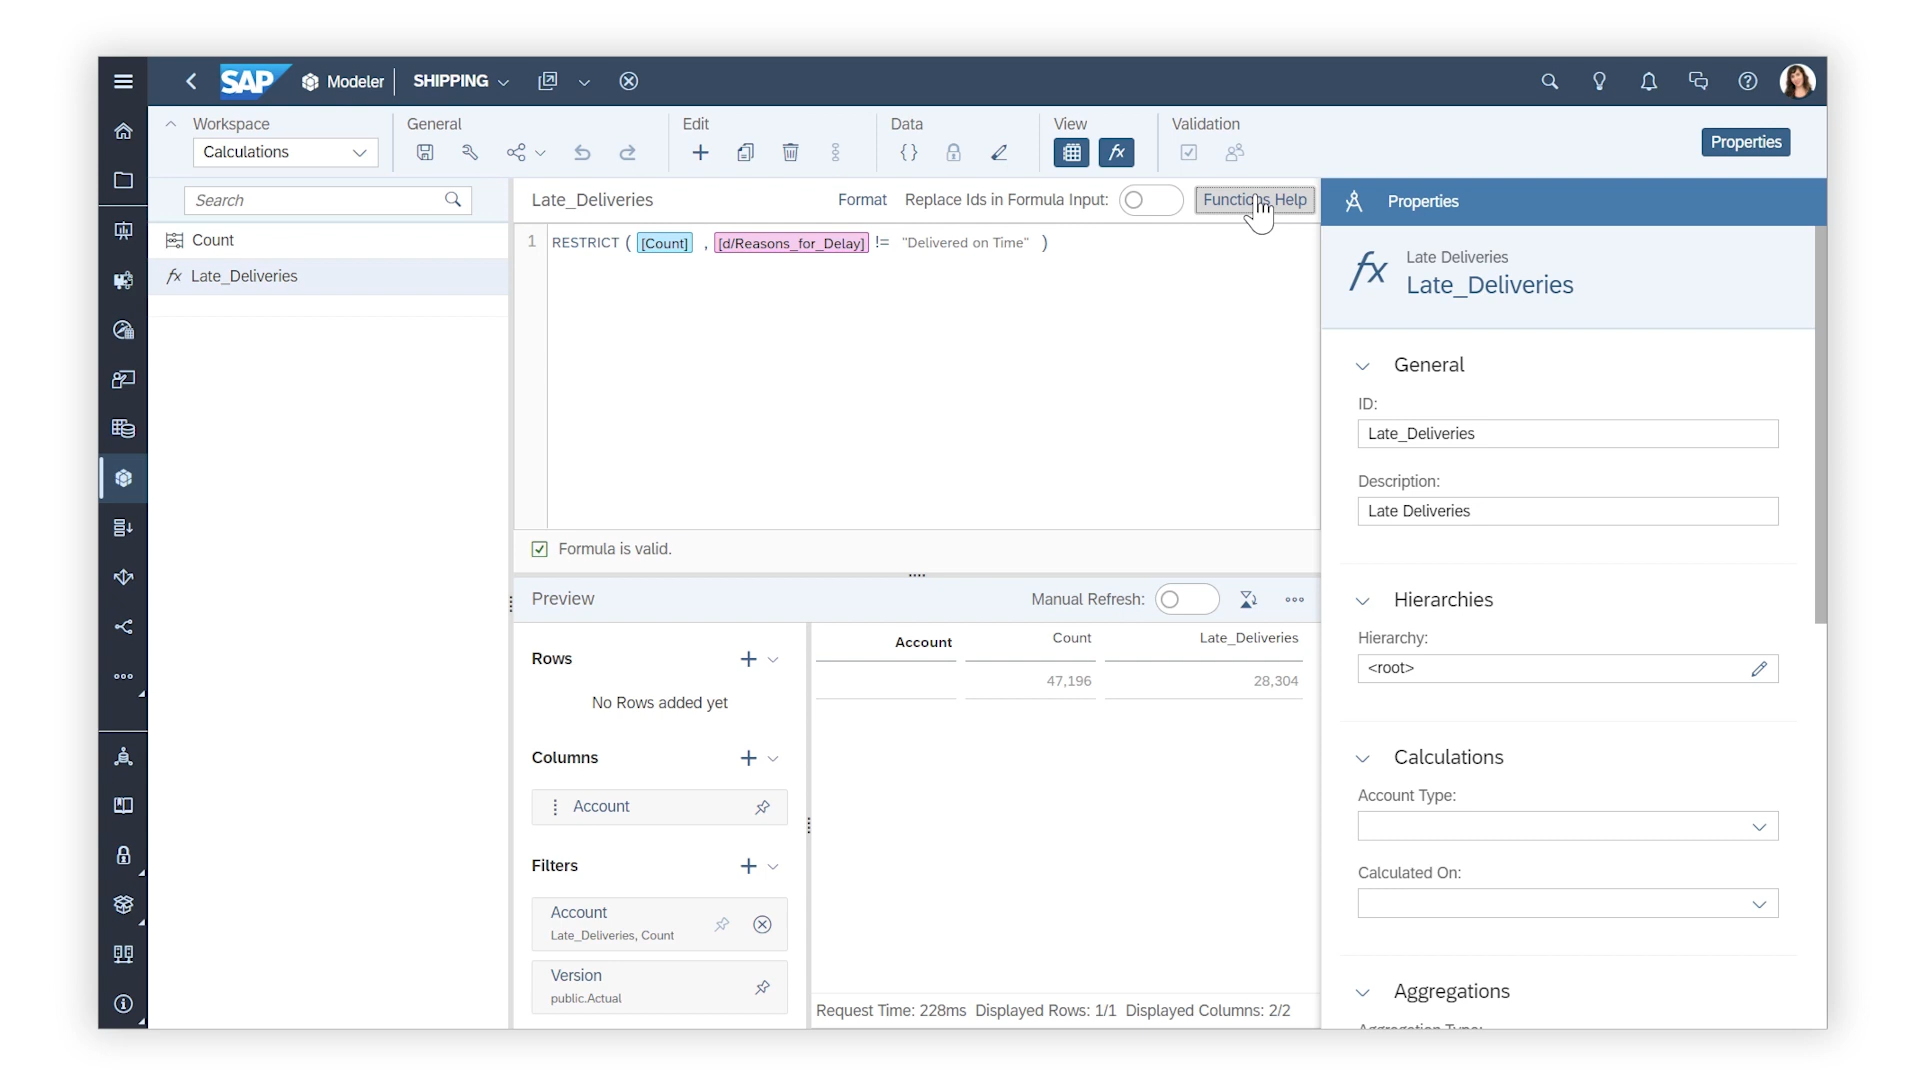 SAP Modeler SHIPPING
Workspace General Edit Data View Validation
Calculations fx Properties
Search
Count
fx Late_Deliveries
Late_Deliveries Format Replace Ids in Formula Input: Functions Help
1 RESTRICT ( [Count] , [d/Reasons_for_Delay] != "Delivered on Time" )
Formula is valid.
Preview Manual Refresh:
Rows
No Rows added yet
Columns
Account
Filters
Account
Late_Deliveries, Count
Version
public.Actual
Account Count Late_Deliveries
47,196 28,304
Request Time: 228ms Displayed Rows: 1/1 Displayed Columns: 2/2
Properties
fx Late Deliveries
Late_Deliveries
General
ID:
Late_Deliveries
Description:
Late Deliveries
Hierarchies
Hierarchy:
<root>
Calculations
Account Type:
Calculated On:
Aggregations
Aggregation Type: